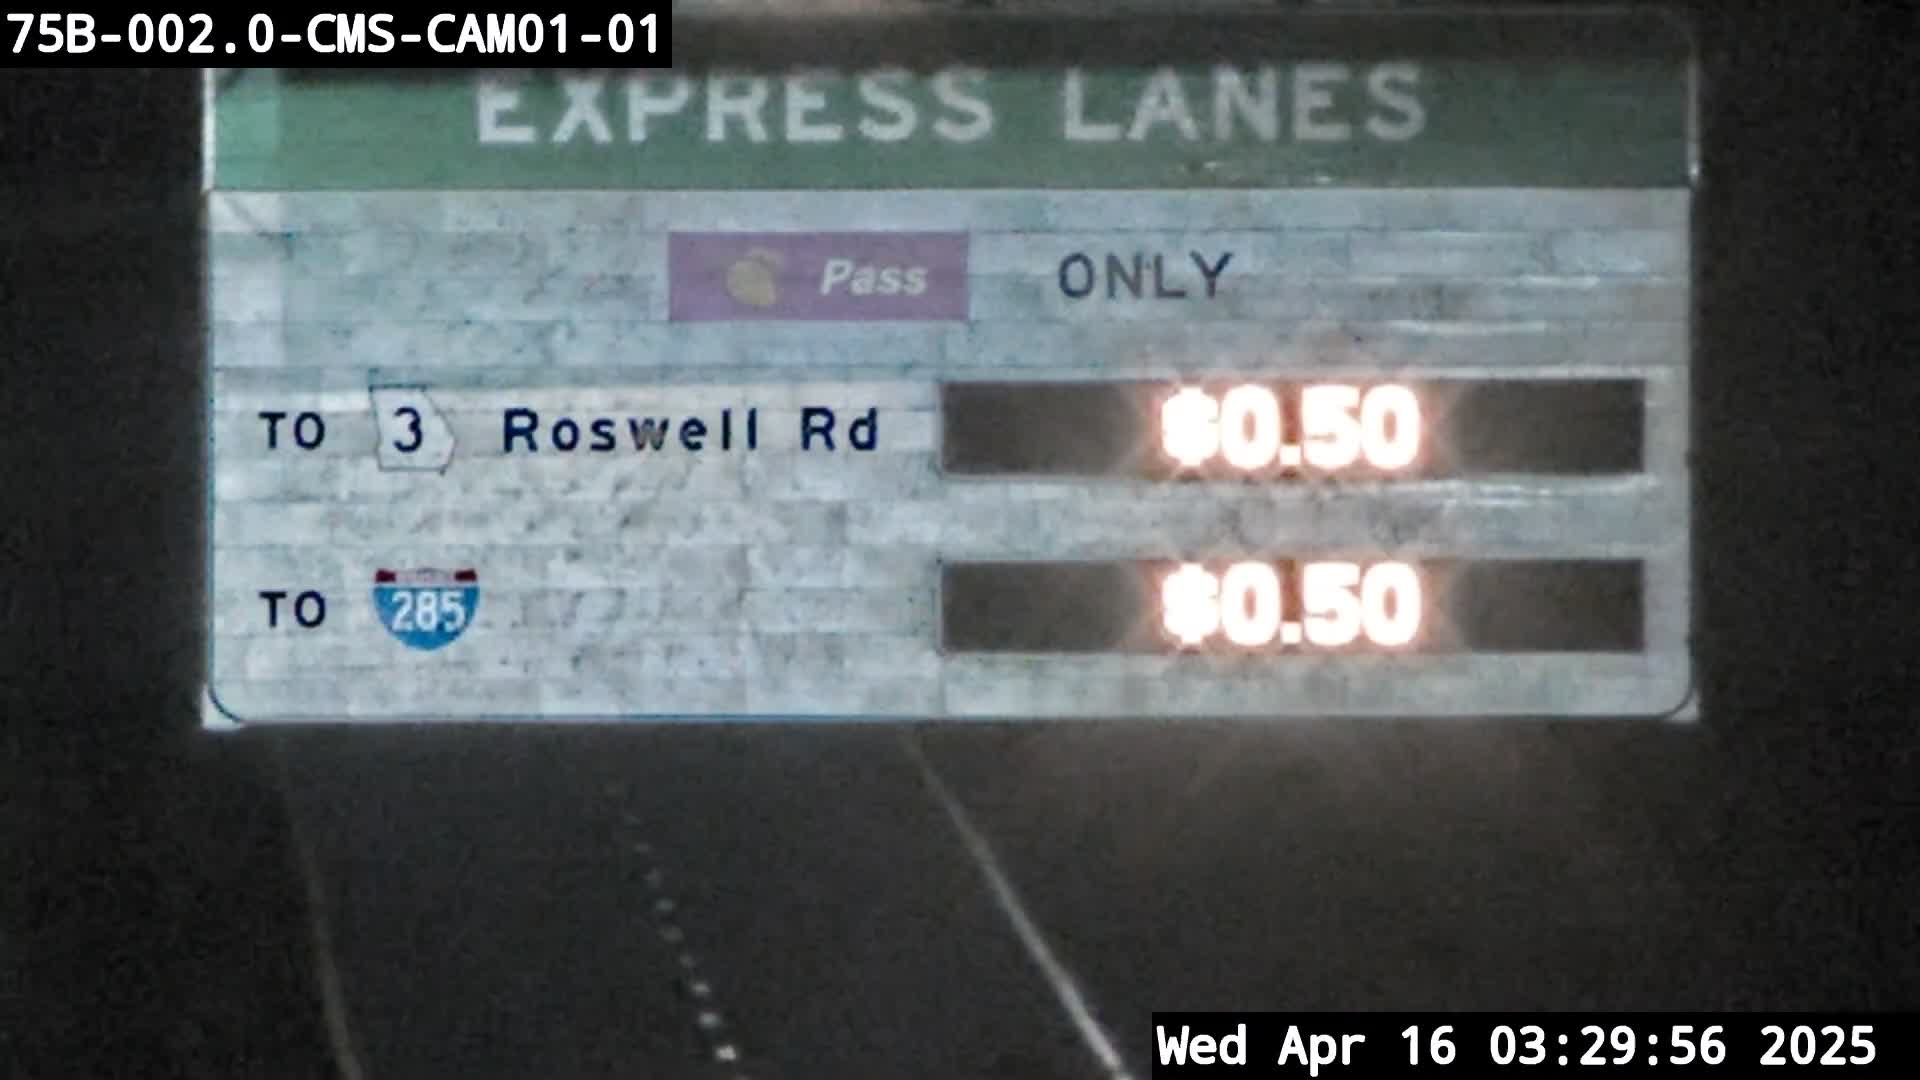 75B-002.0-CMS-CAM01-01
EXPRESS LANES
Pass ONLY
TO 3 Roswell Rd $0.50
TO 285 $0.50
Wed Apr 16 03:29:56 2025